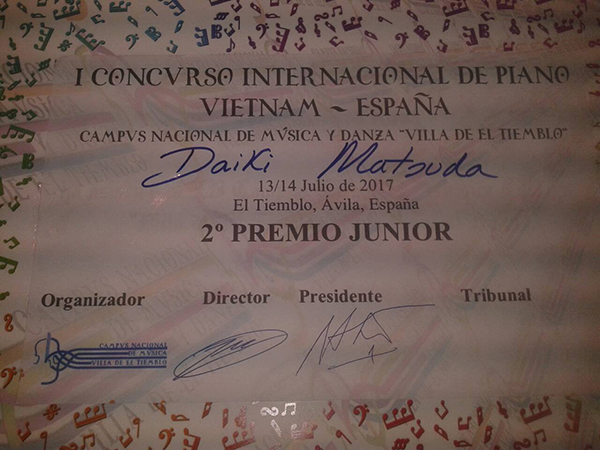 I CONCVRSO INTERNACIONAL DE PIANO
VIETNAM ~ ESPAÑA
CAMPVS NACIONAL DE MVSICA Y DANZA "VILLA DE EL TIEMBLO"
Daiki Matsuda
13/14 Julio de 2017
El Tiemblo, Ávila, España
2º PREMIO JUNIOR
Organizador Director Presidente Tribunal
CAMPVS NACIONAL
DE MVSICA
VILLA DE EL TIEMBLO